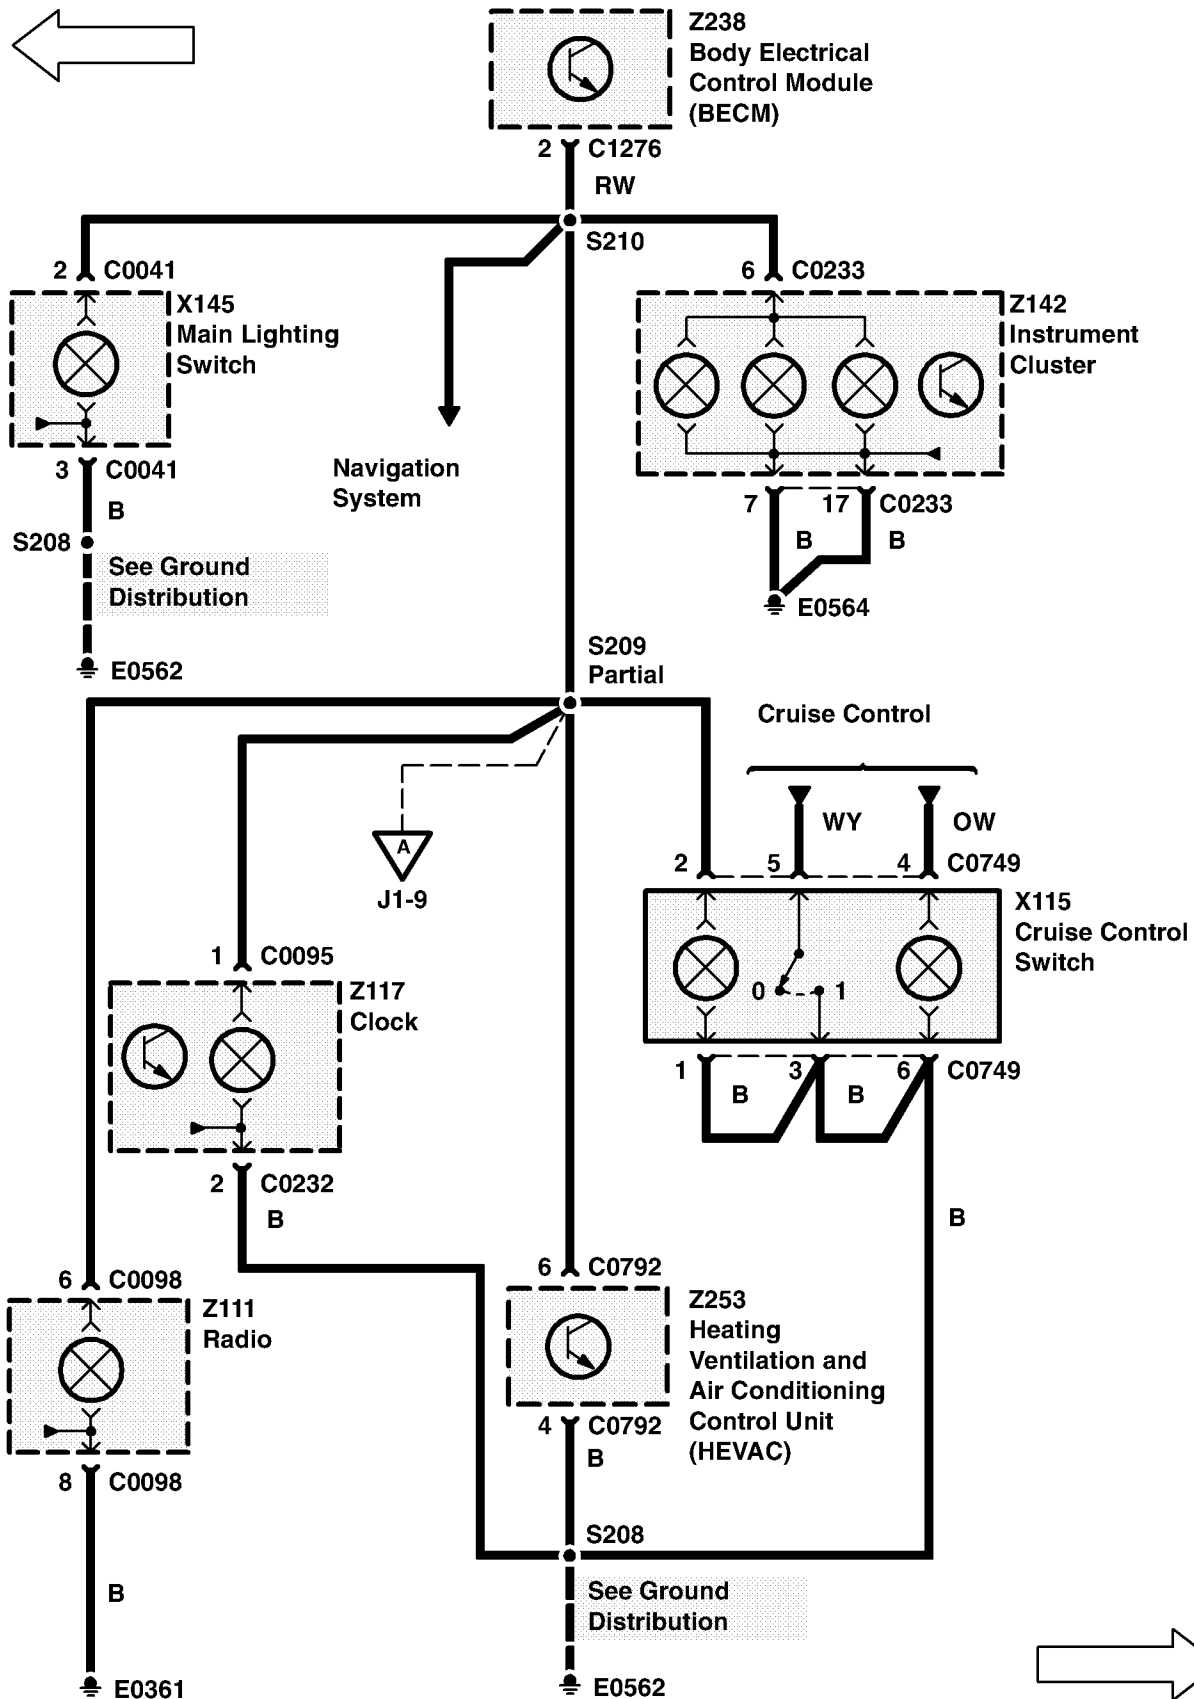 Z238
Body Electrical
Control Module
(BECM)
2 C1276
RW
S210
2 C0041
6 C0233
X145
Main Lighting
Switch
Z142
Instrument
Cluster
3 C0041
B
Navigation
System
7 17 C0233
B B
S208
See Ground
Distribution
E0564
E0562
S209
Partial
Cruise Control
WY OW
2 5 4 C0749
A
J1-9
X115
Cruise Control
Switch
0 1
1 C0095
Z117
Clock
1 3 6 C0749
B B
2 C0232
B
B
6 C0098
6 C0792
Z111
Radio
Z253
Heating
Ventilation and
Air Conditioning
Control Unit
(HEVAC)
4 C0792
B
8 C0098
S208
B
See Ground
Distribution
E0361
E0562